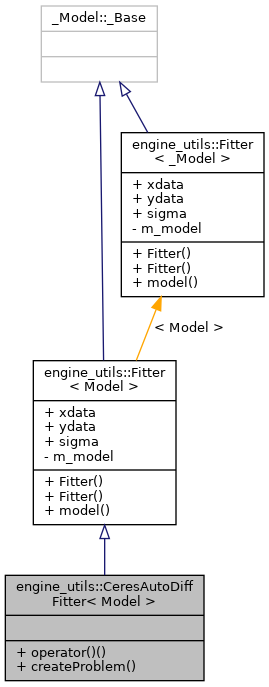 _Model::_Base
engine_utils::Fitter
< _Model >
+ xdata
+ ydata
+ sigma
- m_model
+ Fitter()
+ Fitter()
+ model()
< Model >
engine_utils::Fitter
< Model >
+ xdata
+ ydata
+ sigma
- m_model
+ Fitter()
+ Fitter()
+ model()
engine_utils::CeresAutoDiff
Fitter< Model >
+ operator()()
+ createProblem()